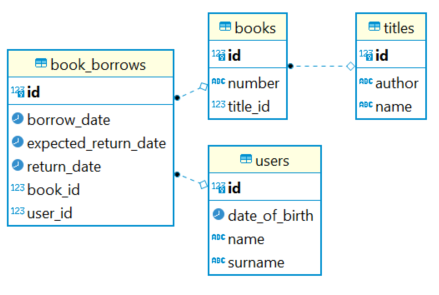 book_borrows
123 id
borrow_date
expected_return_date
return_date
123 book_id
123 user_id
books
123 id
ABC number
123 title_id
titles
123 id
ABC author
ABC name
users
123 id
date_of_birth
ABC name
ABC surname